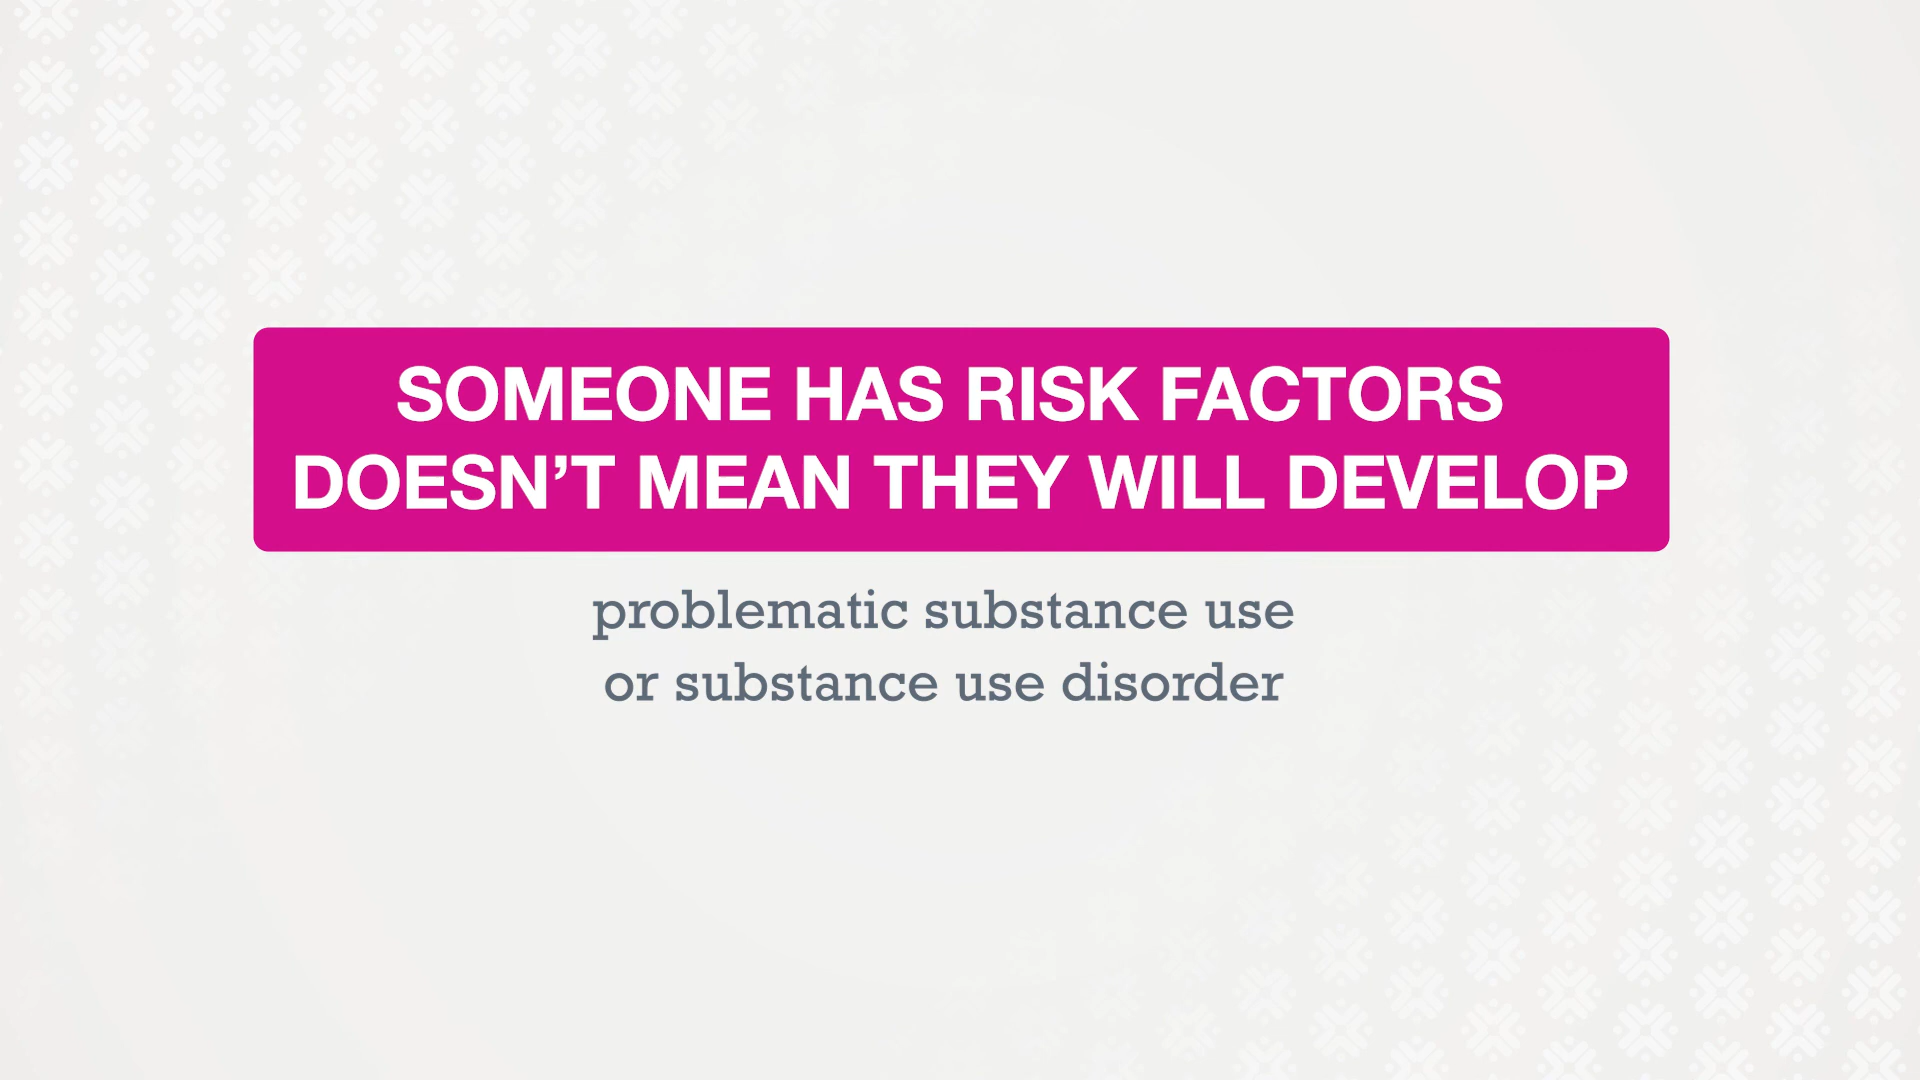 SOMEONE HAS RISK FACTORS
DOESN’T MEAN THEY WILL DEVELOP
problematic substance use
or substance use disorder